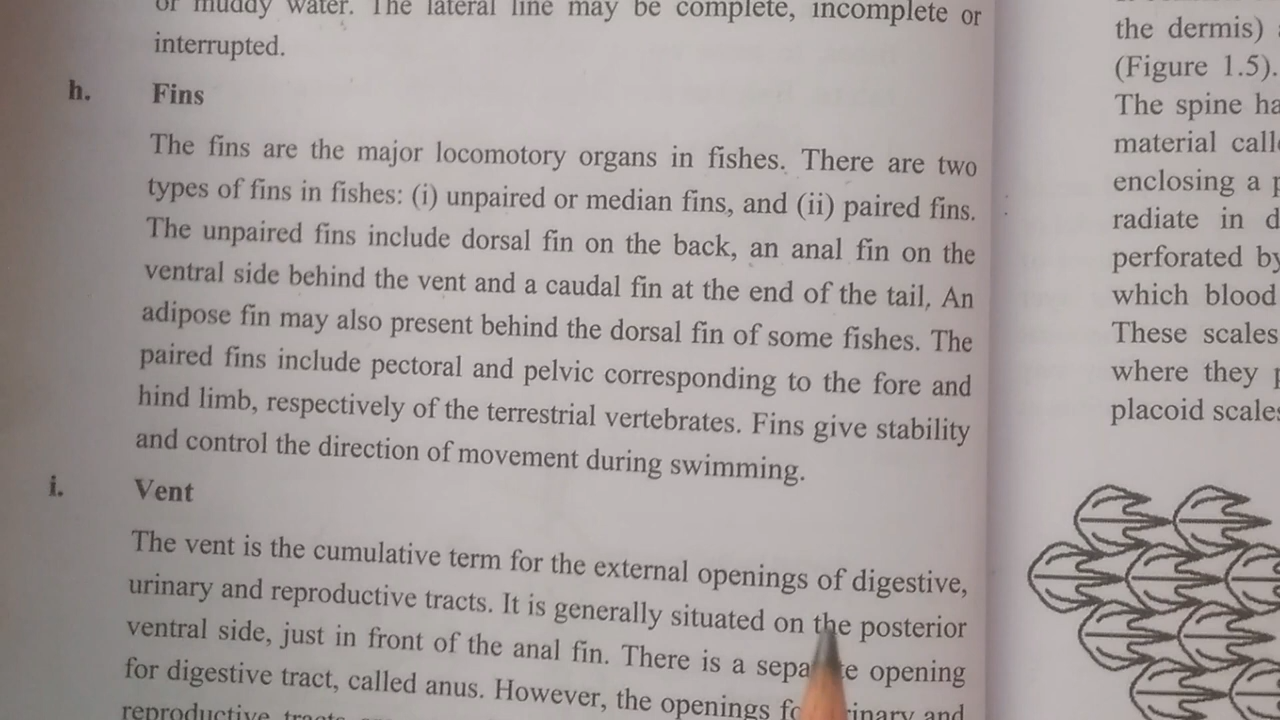 or muddy water. The lateral line may be complete, incomplete or
interrupted.
h. Fins
The fins are the major locomotory organs in fishes. There are two
types of fins in fishes: (i) unpaired or median fins, and (ii) paired fins.
The unpaired fins include dorsal fin on the back, an anal fin on the
ventral side behind the vent and a caudal fin at the end of the tail, An
adipose fin may also present behind the dorsal fin of some fishes. The
paired fins include pectoral and pelvic corresponding to the fore and
hind limb, respectively of the terrestrial vertebrates. Fins give stability
and control the direction of movement during swimming.
i. Vent
The vent is the cumulative term for the external openings of digestive,
urinary and reproductive tracts. It is generally situated on the posterior
ventral side, just in front of the anal fin. There is a opening
for digestive tract, called anus. However, the openings and
reproductive tracts
the dermis)
(Figure 1.5).
The spine
material
enclosing a
radiate in
perforated by
which blood
These scales
where they
placoid scales